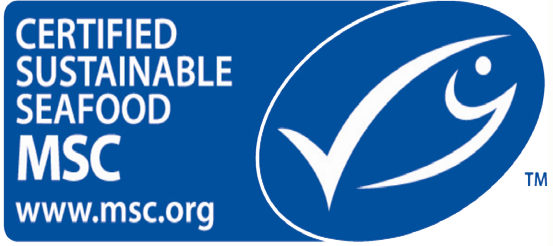 CERTIFIED
SUSTAINABLE
SEAFOOD
MSC
www.msc.org
TM